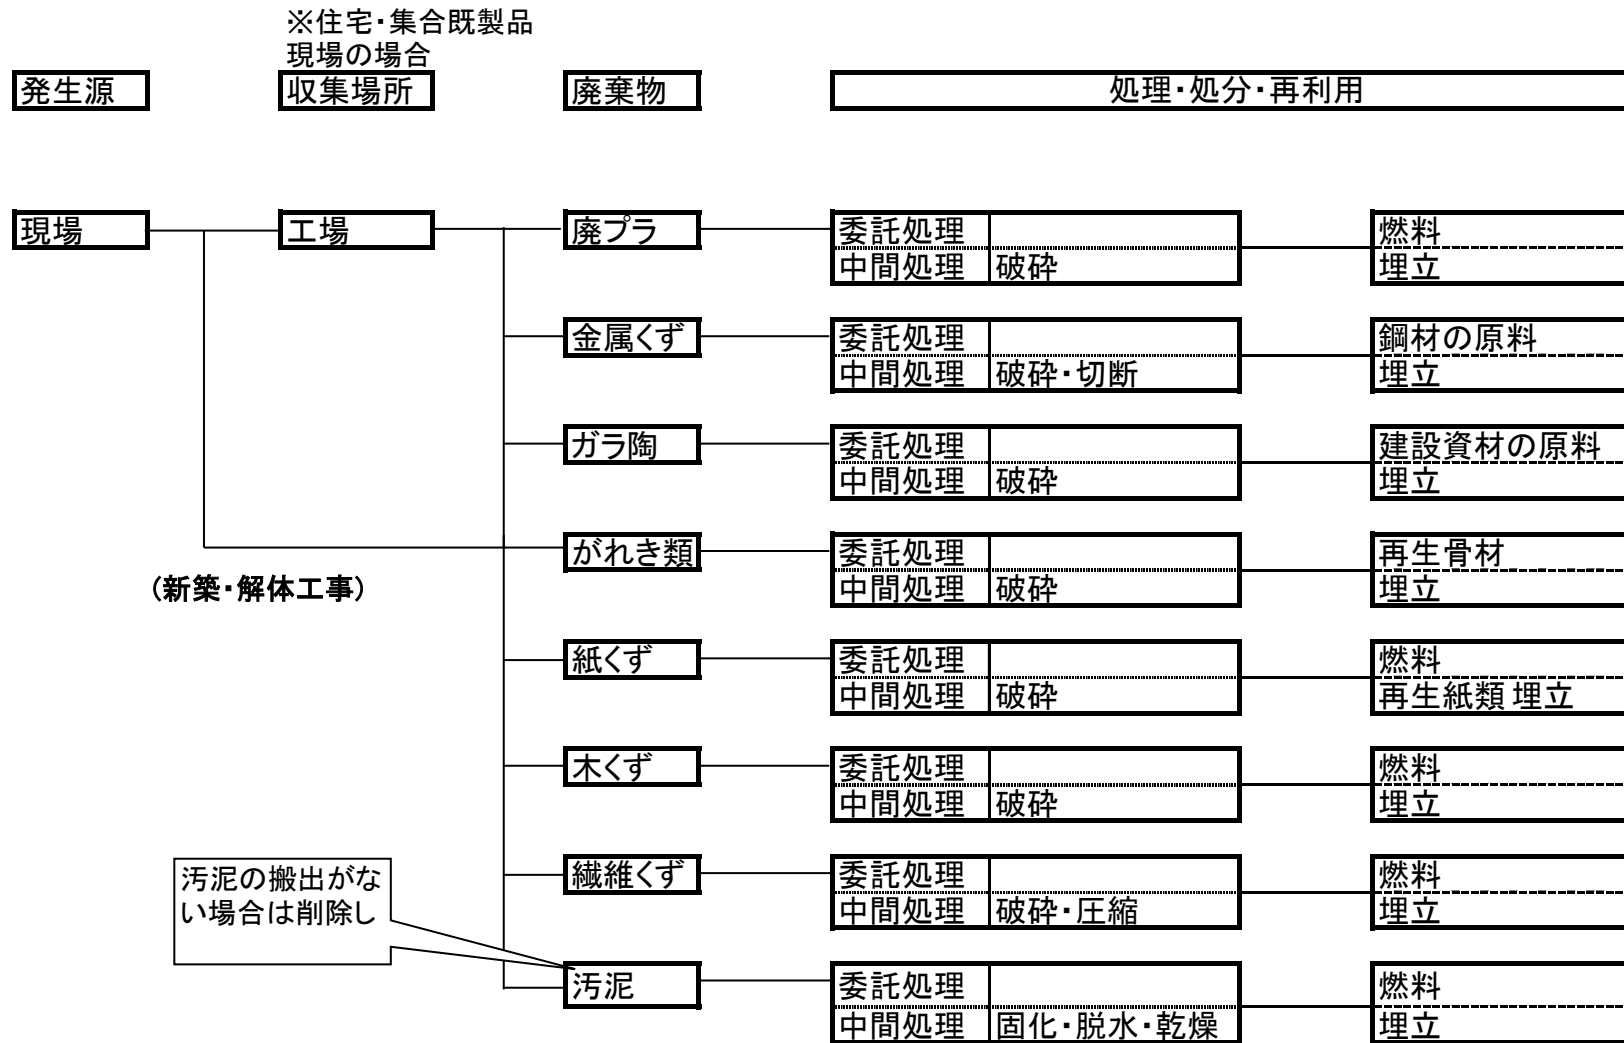 ※住宅・集合既製品
現場の場合
発生源 収集場所 廃棄物 処理・処分・再利用
現場 工場 廃プラ 委託処理 燃料
中間処理 破砕 埋立
金属くず 委託処理 鋼材の原料
中間処理 破砕・切断 埋立
ガラ陶 委託処理 建設資材の原料
中間処理 破砕 埋立
がれき類 委託処理 再生骨材
(新築・解体工事) 中間処理 破砕 埋立
紙くず 委託処理 燃料
中間処理 破砕 再生紙類 埋立
木くず 委託処理 燃料
中間処理 破砕 埋立
汚泥の搬出がな
い場合は削除し
繊維くず 委託処理 燃料
中間処理 破砕・圧縮 埋立
汚泥 委託処理 燃料
中間処理 固化・脱水・乾燥 埋立